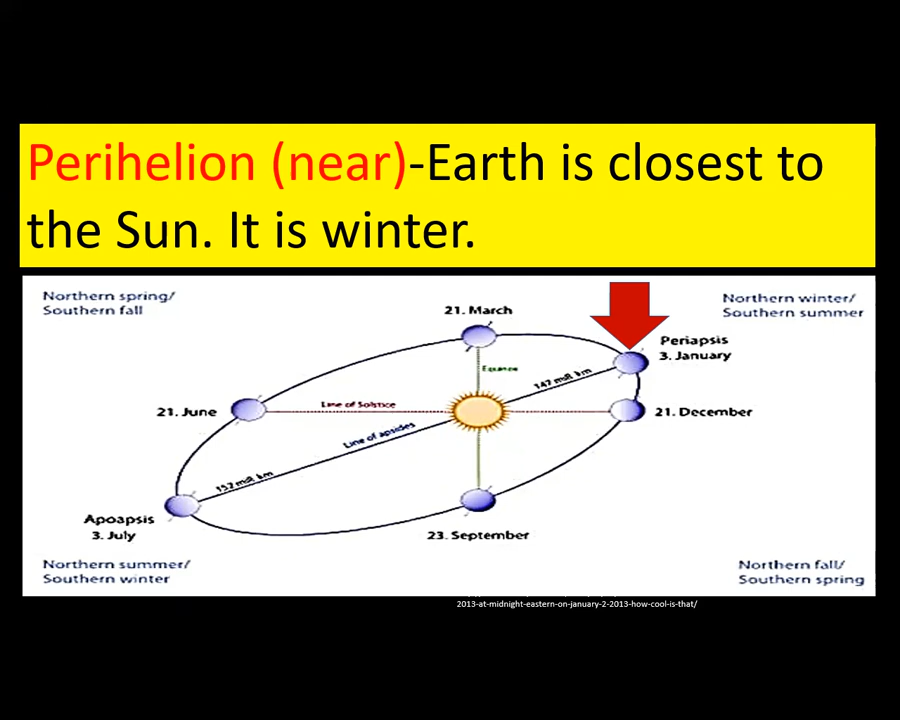 Perihelion (near)-Earth is closest to
the Sun. It is winter.
Northern spring/
Southern fall
21. March
Northern winter/
Southern summer
Periapsis
3. January
Equinox
147 mill km
21. June
Line of Solstice
21. December
Line of apsides
152 mill km
Apoapsis
3. July
23. September
Northern summer/
Southern winter
Northern fall/
Southern spring
2013-at-midnight-eastern-on-january-2-2013-how-cool-is-that/